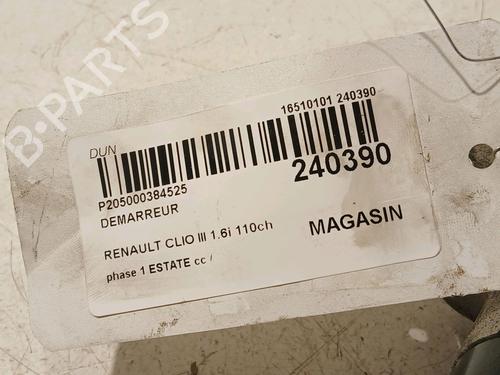 B-PARTS
DUN
16510101 240390
P205000384525
240390
DEMARREUR
RENAULT CLIO III 1.6i 110ch
MAGASIN
phase 1 ESTATE cc /